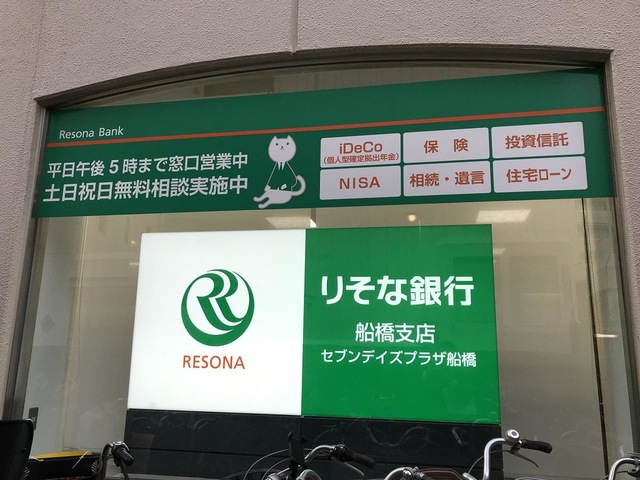 Resona Bank
平日午後5時まで窓口営業中
土日祝日無料相談実施中
iDeCo
(個人型確定拠出年金)
保険
投資信託
NISA
相続・遺言
住宅ローン
RESONA
りそな銀行
船橋支店
セブンデイズプラザ船橋